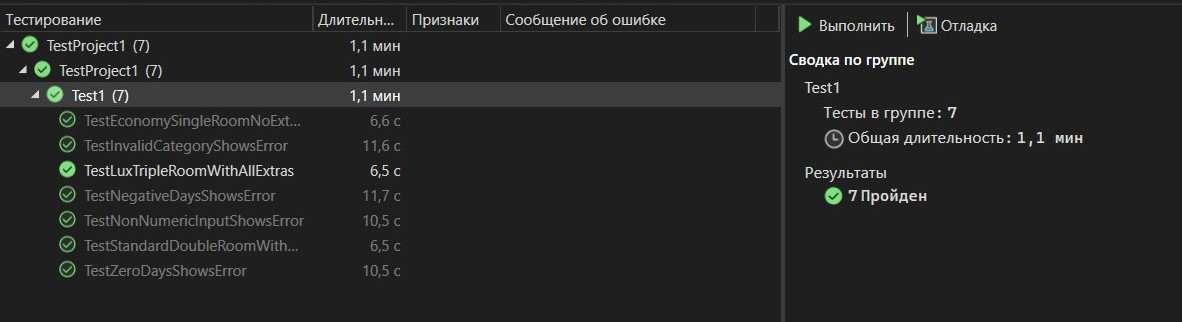 Тестирование Длительн... Признаки Сообщение об ошибке
TestProject1 (7) 1,1 мин
TestProject1 (7) 1,1 мин
Test1 (7) 1,1 мин
TestEconomySingleRoomNoExt... 6,6 с
TestInvalidCategoryShowsError 11,6 с
TestLuxTripleRoomWithAllExtras 6,5 с
TestNegativeDaysShowsError 11,7 с
TestNonNumericInputShowsError 10,5 с
TestStandardDoubleRoomWith... 6,5 с
TestZeroDaysShowsError 10,5 с
Выполнить Отладка
Сводка по группе
Test1
Тесты в группе: 7
Общая длительность: 1,1 мин
Результаты
7 Пройден